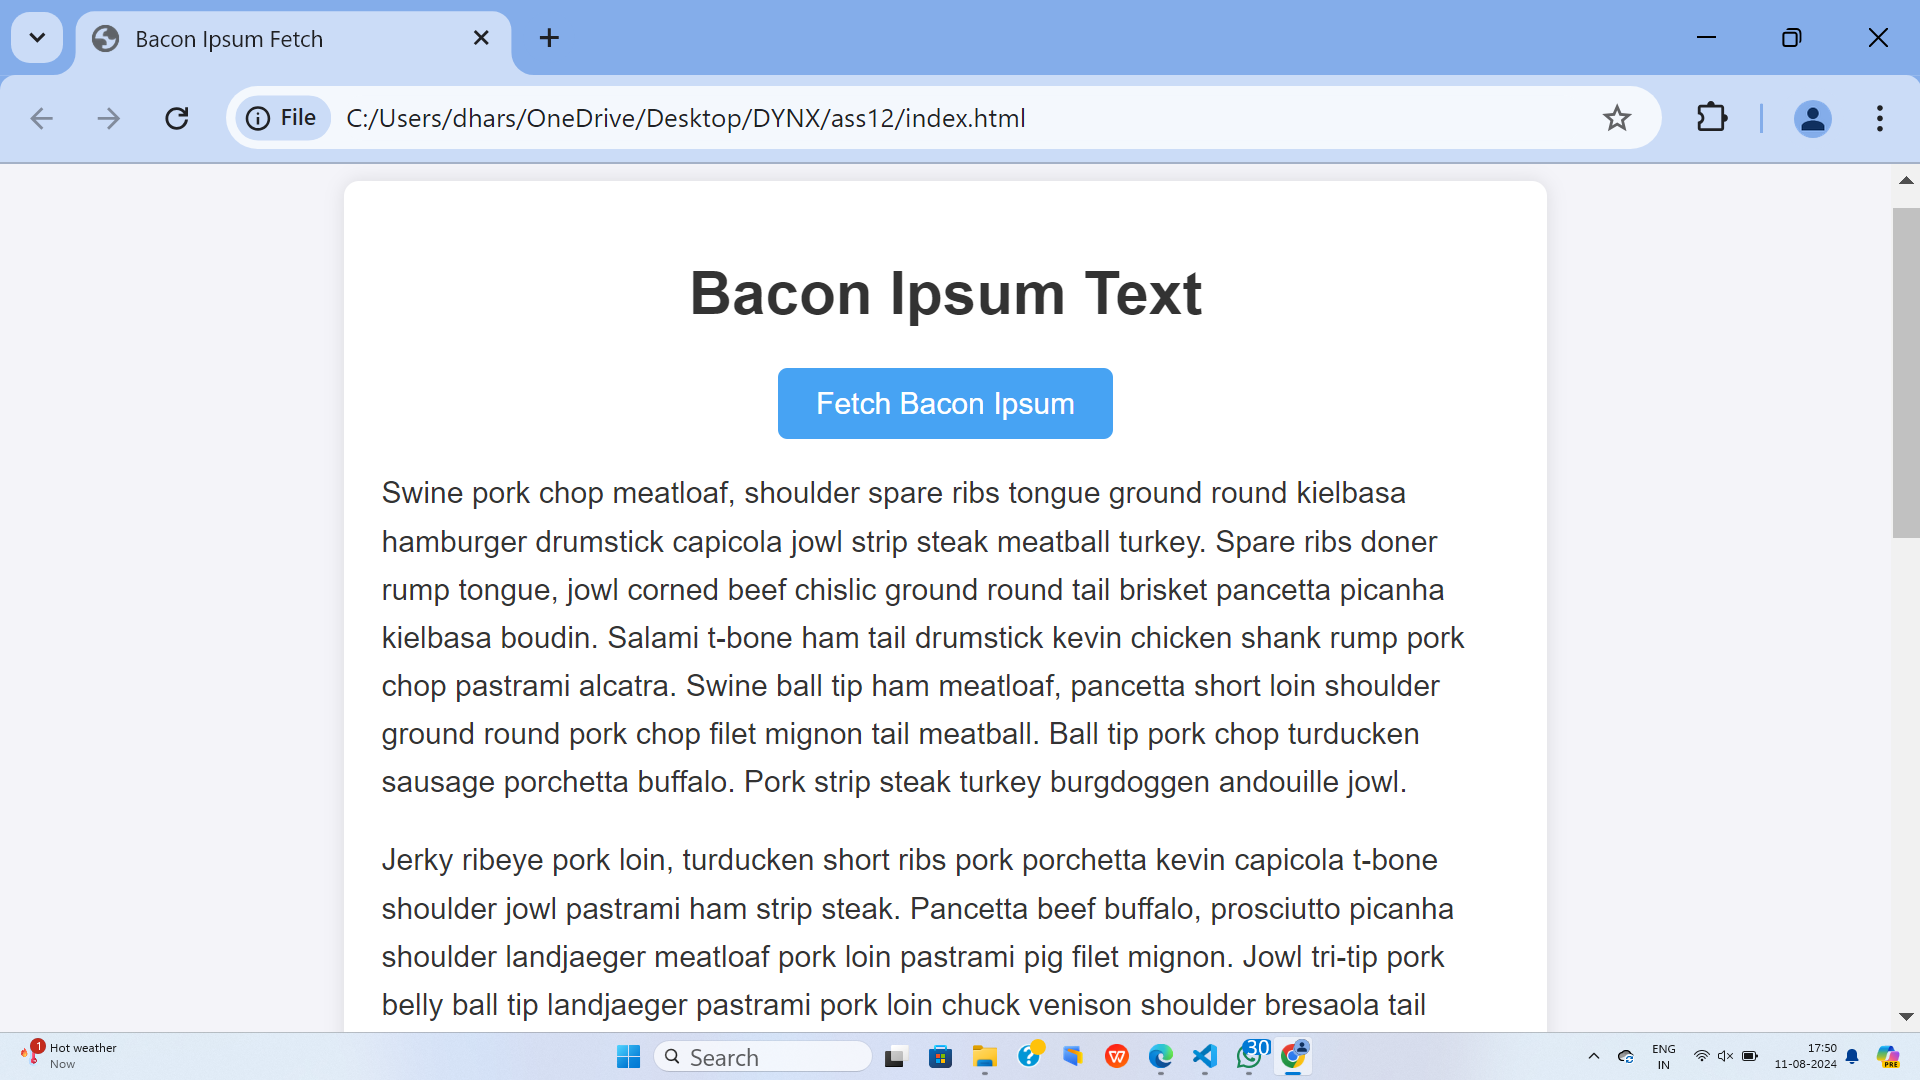 Bacon Ipsum Fetch
File C:/Users/dhars/OneDrive/Desktop/DYNX/ass12/index.html
Bacon Ipsum Text
Fetch Bacon Ipsum
Swine pork chop meatloaf, shoulder spare ribs tongue ground round kielbasa
hamburger drumstick capicola jowl strip steak meatball turkey. Spare ribs doner
rump tongue, jowl corned beef chislic ground round tail brisket pancetta picanha
kielbasa boudin. Salami t-bone ham tail drumstick kevin chicken shank rump pork
chop pastrami alcatra. Swine ball tip ham meatloaf, pancetta short loin shoulder
ground round pork chop filet mignon tail meatball. Ball tip pork chop turducken
sausage porchetta buffalo. Pork strip steak turkey burgdoggen andouille jowl.
Jerky ribeye pork loin, turducken short ribs pork porchetta kevin capicola t-bone
shoulder jowl pastrami ham strip steak. Pancetta beef buffalo, prosciutto picanha
shoulder landjaeger meatloaf pork loin pastrami pig filet mignon. Jowl tri-tip pork
belly ball tip landjaeger pastrami pork loin chuck venison shoulder bresaola tail
1
Hot weather
Now
Search
W
30
ENG
IN
17:50
11-08-2024
PRE